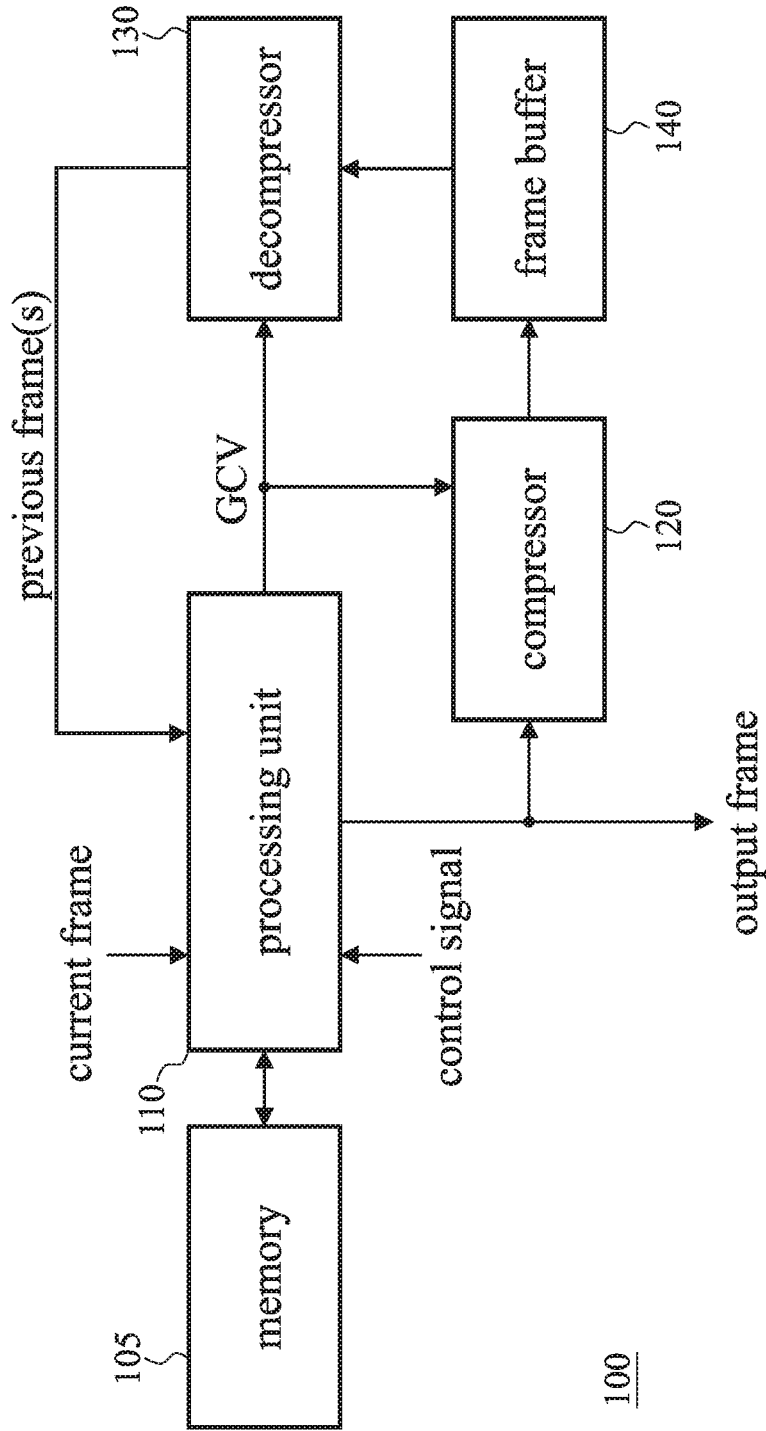 previous frame(s)
130
current frame
110
GCV
105
memory
processing unit
decompressor
control signal
compressor
frame buffer
120
140
output frame
100